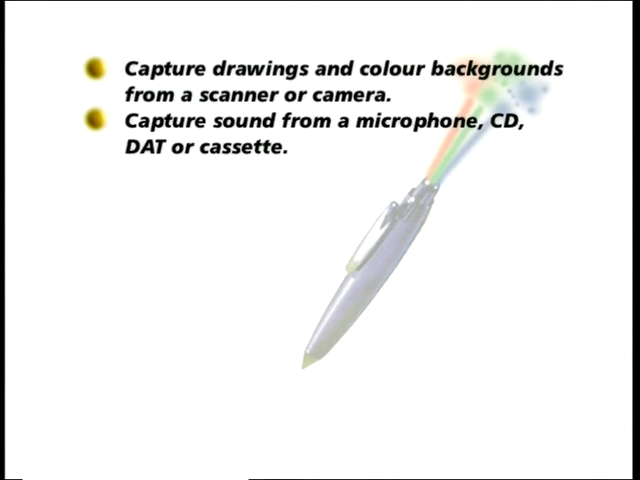 Capture drawings and colour backgrounds
from a scanner or camera.
Capture sound from a microphone, CD,
DAT or cassette.